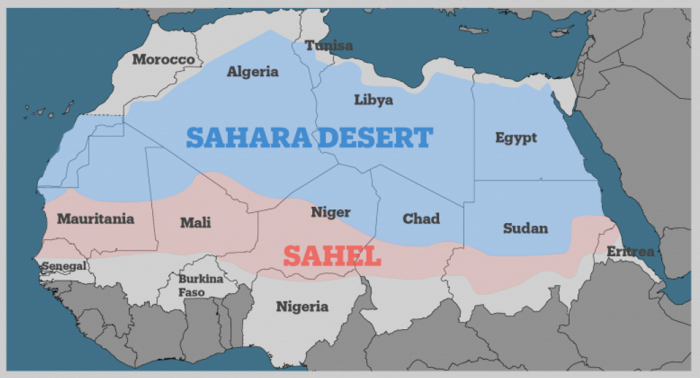 Tunisa
Morocco
Algeria
Libya
SAHARA DESERT
Egypt
Mauritania
Mali
Niger
Chad
Sudan
SAHEL
Eritrea
Senegal
Burkina
Faso
Nigeria